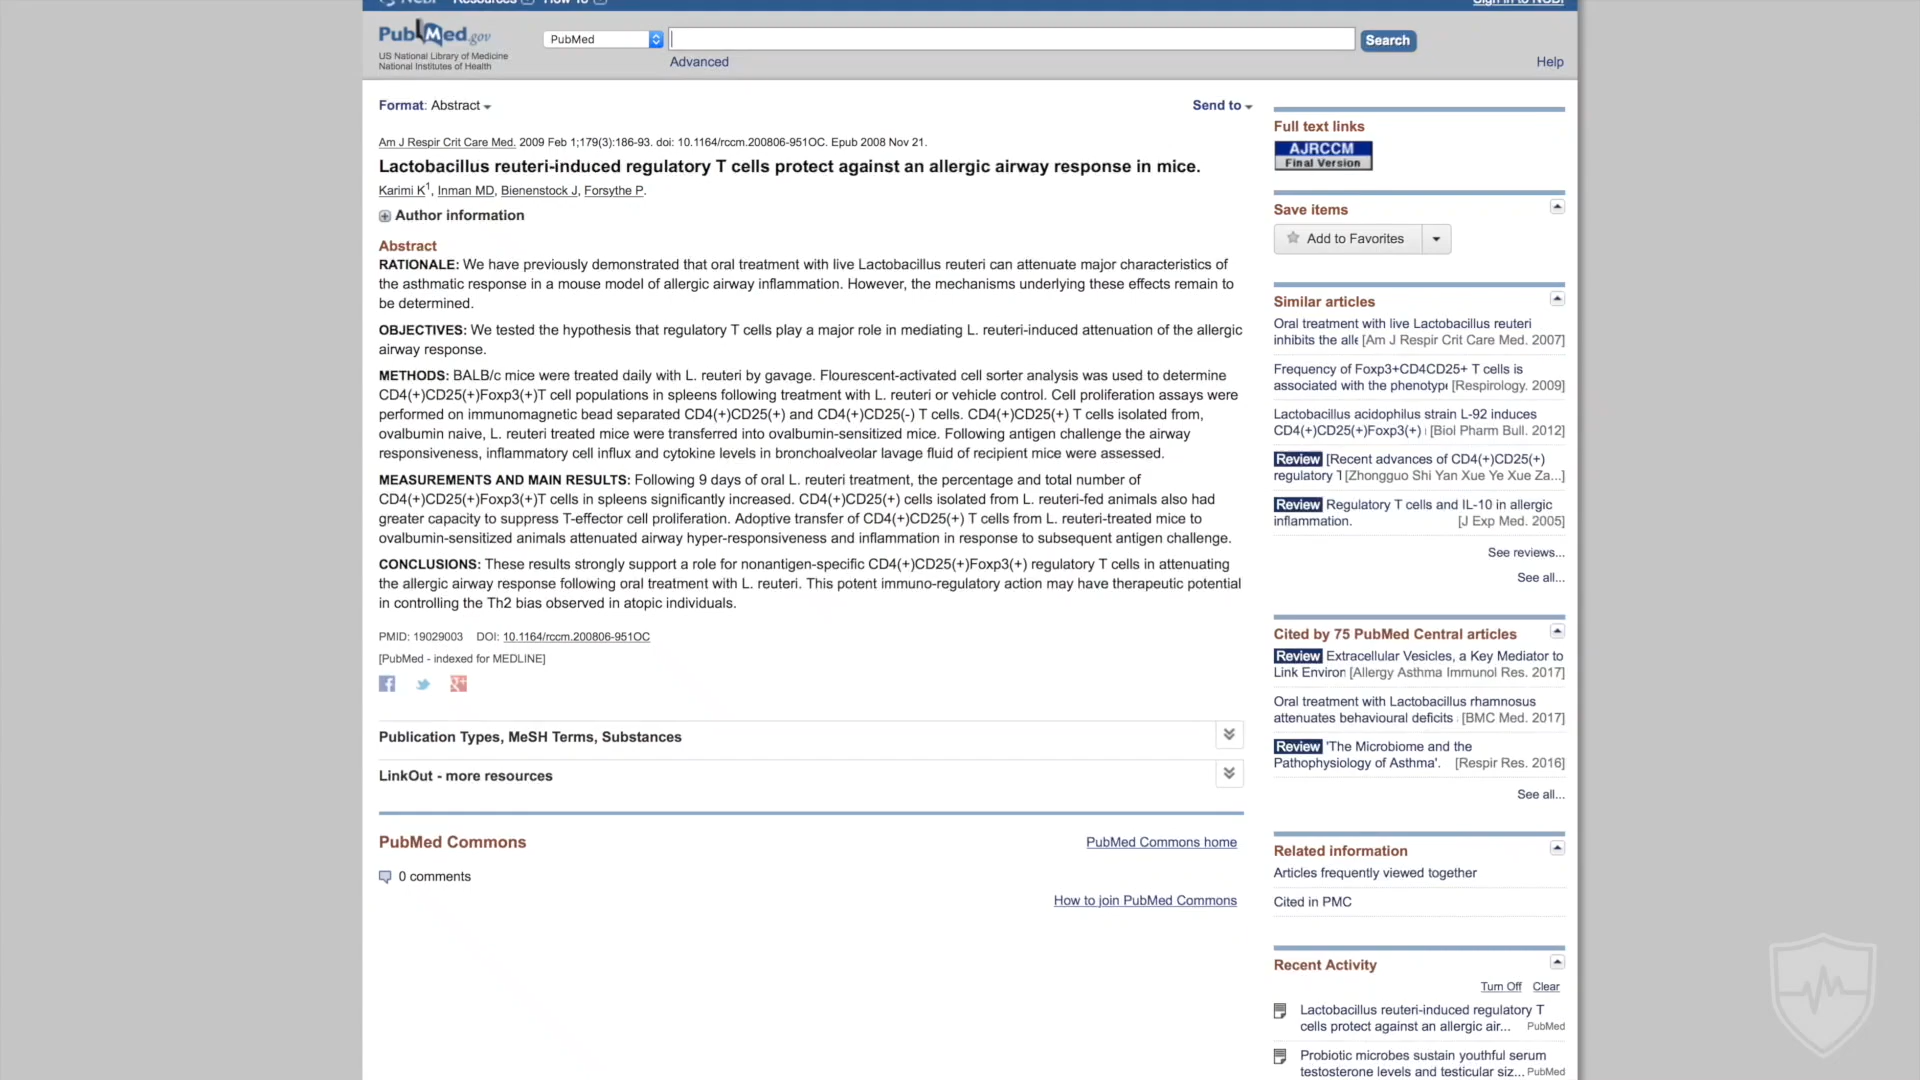 NCBI Resources How To Sign in to NCBI
PubMed.gov
US National Library of Medicine
National Institutes of Health
PubMed
Search
Advanced
Help
Format: Abstract
Send to
Am J Respir Crit Care Med. 2009 Feb 1;179(3):186-93. doi: 10.1164/rccm.200806-951OC. Epub 2008 Nov 21.
Lactobacillus reuteri-induced regulatory T cells protect against an allergic airway response in mice.
Karimi K1, Inman MD, Bienenstock J, Forsythe P.
Author information
Abstract
RATIONALE: We have previously demonstrated that oral treatment with live Lactobacillus reuteri can attenuate major characteristics of
the asthmatic response in a mouse model of allergic airway inflammation. However, the mechanisms underlying these effects remain to
be determined.
OBJECTIVES: We tested the hypothesis that regulatory T cells play a major role in mediating L. reuteri-induced attenuation of the allergic
airway response.
METHODS: BALB/c mice were treated daily with L. reuteri by gavage. Flourescent-activated cell sorter analysis was used to determine
CD4(+)CD25(+)Foxp3(+)T cell populations in spleens following treatment with L. reuteri or vehicle control. Cell proliferation assays were
performed on immunomagnetic bead separated CD4(+)CD25(+) and CD4(+)CD25(-) T cells. CD4(+)CD25(+) T cells isolated from,
ovalbumin naive, L. reuteri treated mice were transferred into ovalbumin-sensitized mice. Following antigen challenge the airway
responsiveness, inflammatory cell influx and cytokine levels in bronchoalveolar lavage fluid of recipient mice were assessed.
MEASUREMENTS AND MAIN RESULTS: Following 9 days of oral L. reuteri treatment, the percentage and total number of
CD4(+)CD25(+)Foxp3(+)T cells in spleens significantly increased. CD4(+)CD25(+) cells isolated from L. reuteri-fed animals also had
greater capacity to suppress T-effector cell proliferation. Adoptive transfer of CD4(+)CD25(+) T cells from L. reuteri-treated mice to
ovalbumin-sensitized animals attenuated airway hyper-responsiveness and inflammation in response to subsequent antigen challenge.
CONCLUSIONS: These results strongly support a role for nonantigen-specific CD4(+)CD25(+)Foxp3(+) regulatory T cells in attenuating
the allergic airway response following oral treatment with L. reuteri. This potent immuno-regulatory action may have therapeutic potential
in controlling the Th2 bias observed in atopic individuals.
PMID: 19029003 DOI: 10.1164/rccm.200806-951OC
[PubMed - indexed for MEDLINE]
Publication Types, MeSH Terms, Substances
LinkOut - more resources
PubMed Commons
PubMed Commons home
0 comments
How to join PubMed Commons
Full text links
AJRCCM
Final Version
Save items
Add to Favorites
Similar articles
Oral treatment with live Lactobacillus reuteri
inhibits the alle [Am J Respir Crit Care Med. 2007]
Frequency of Foxp3+CD4CD25+ T cells is
associated with the phenotype [Respirology. 2009]
Lactobacillus acidophilus strain L-92 induces
CD4(+)CD25(+)Foxp3(+) [Biol Pharm Bull. 2012]
Review [Recent advances of CD4(+)CD25(+)
regulatory T [Zhongguo Shi Yan Xue Ye Xue Za...]
Review Regulatory T cells and IL-10 in allergic
inflammation. [J Exp Med. 2005]
See reviews...
See all...
Cited by 75 PubMed Central articles
Review Extracellular Vesicles, a Key Mediator to
Link Environ [Allergy Asthma Immunol Res. 2017]
Oral treatment with Lactobacillus rhamnosus
attenuates behavioural deficits [BMC Med. 2017]
Review 'The Microbiome and the
Pathophysiology of Asthma'. [Respir Res. 2016]
See all...
Related information
Articles frequently viewed together
Cited in PMC
Recent Activity
Turn Off Clear
Lactobacillus reuteri-induced regulatory T
cells protect against an allergic air... PubMed
Probiotic microbes sustain youthful serum
testosterone levels and testicular siz... PubMed